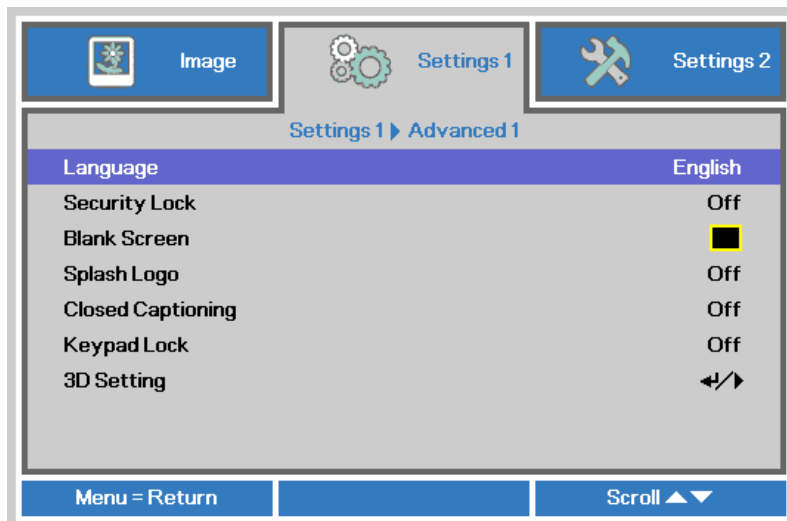 Image
Settings 1
Settings 2
Settings 1 Advanced 1
Language English
Security Lock Off
Blank Screen
Splash Logo Off
Closed Captioning Off
Keypad Lock Off
3D Setting
Menu = Return
Scroll